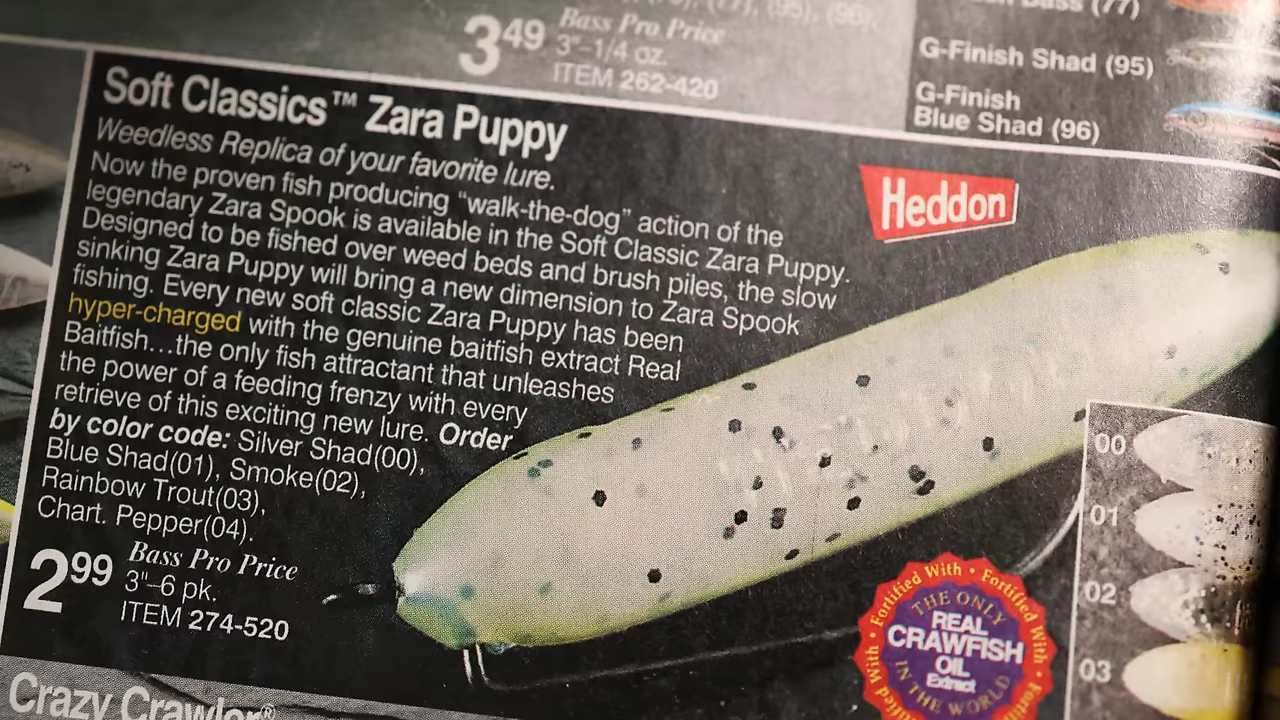 3 49
Bass Pro Price
3"-1/4 oz.
ITEM 262-420
(77)
G-Finish Shad (95)
G-Finish
Blue Shad (96)
Soft Classics™ Zara Puppy
Weedless Replica of your favorite lure.
Now the proven fish producing “walk-the-dog” action of the
legendary Zara Spook is available in the Soft Classic Zara Puppy.
Designed to be fished over weed beds and brush piles, the slow
sinking Zara Puppy will bring a new dimension to Zara Spook
fishing. Every new soft classic Zara Puppy has been
hyper-charged with the genuine baitfish extract Real
Baitfish...the only fish attractant that unleashes
the power of a feeding frenzy with every
retrieve of this exciting new lure. Order
by color code: Silver Shad(00),
Blue Shad(01), Smoke(02),
Rainbow Trout(03),
Chart. Pepper(04).
2 99
Bass Pro Price
3"–6 pk.
ITEM 274-520
Heddon
00
01
02
03
Fortified With • Fortified With •
THE ONLY
REAL
CRAWFISH
OIL
Extract
IN THE WORLD
Crazy Crawler®